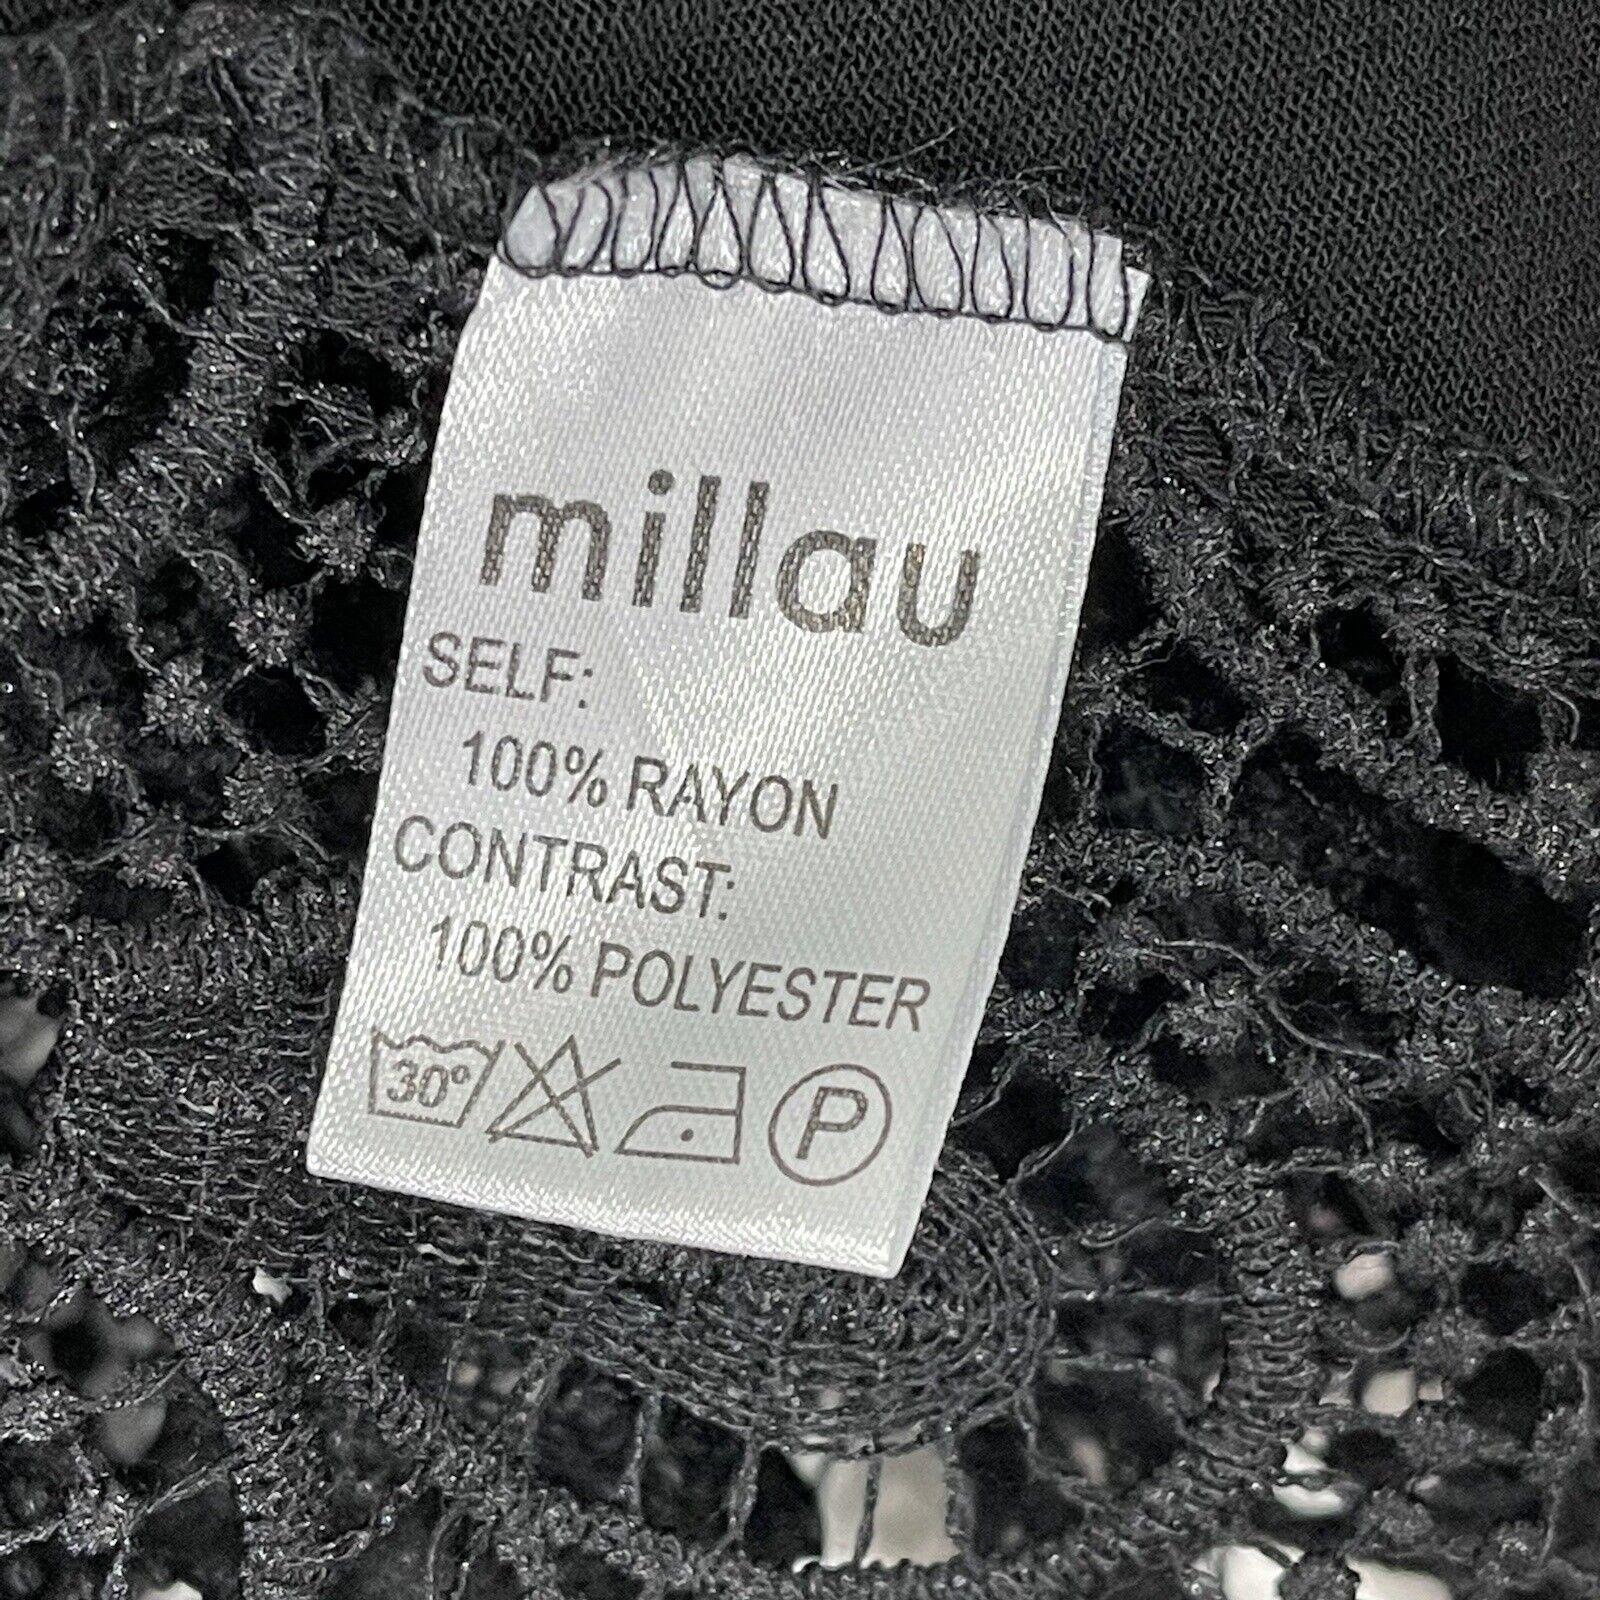 millau
SELF:
100% RAYON
CONTRAST:
100% POLYESTER
30° P